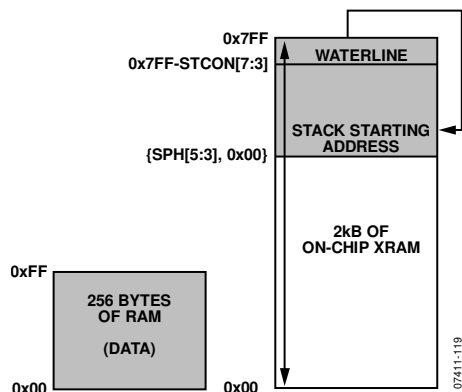 0x7FF
WATERLINE
0x7FF-STCON[7:3]
STACK STARTING
ADDRESS
{SPH[5:3], 0x00}
2kB OF
ON-CHIP XRAM
0xFF
256 BYTES
OF RAM
(DATA)
0x00
0x00
07411-119